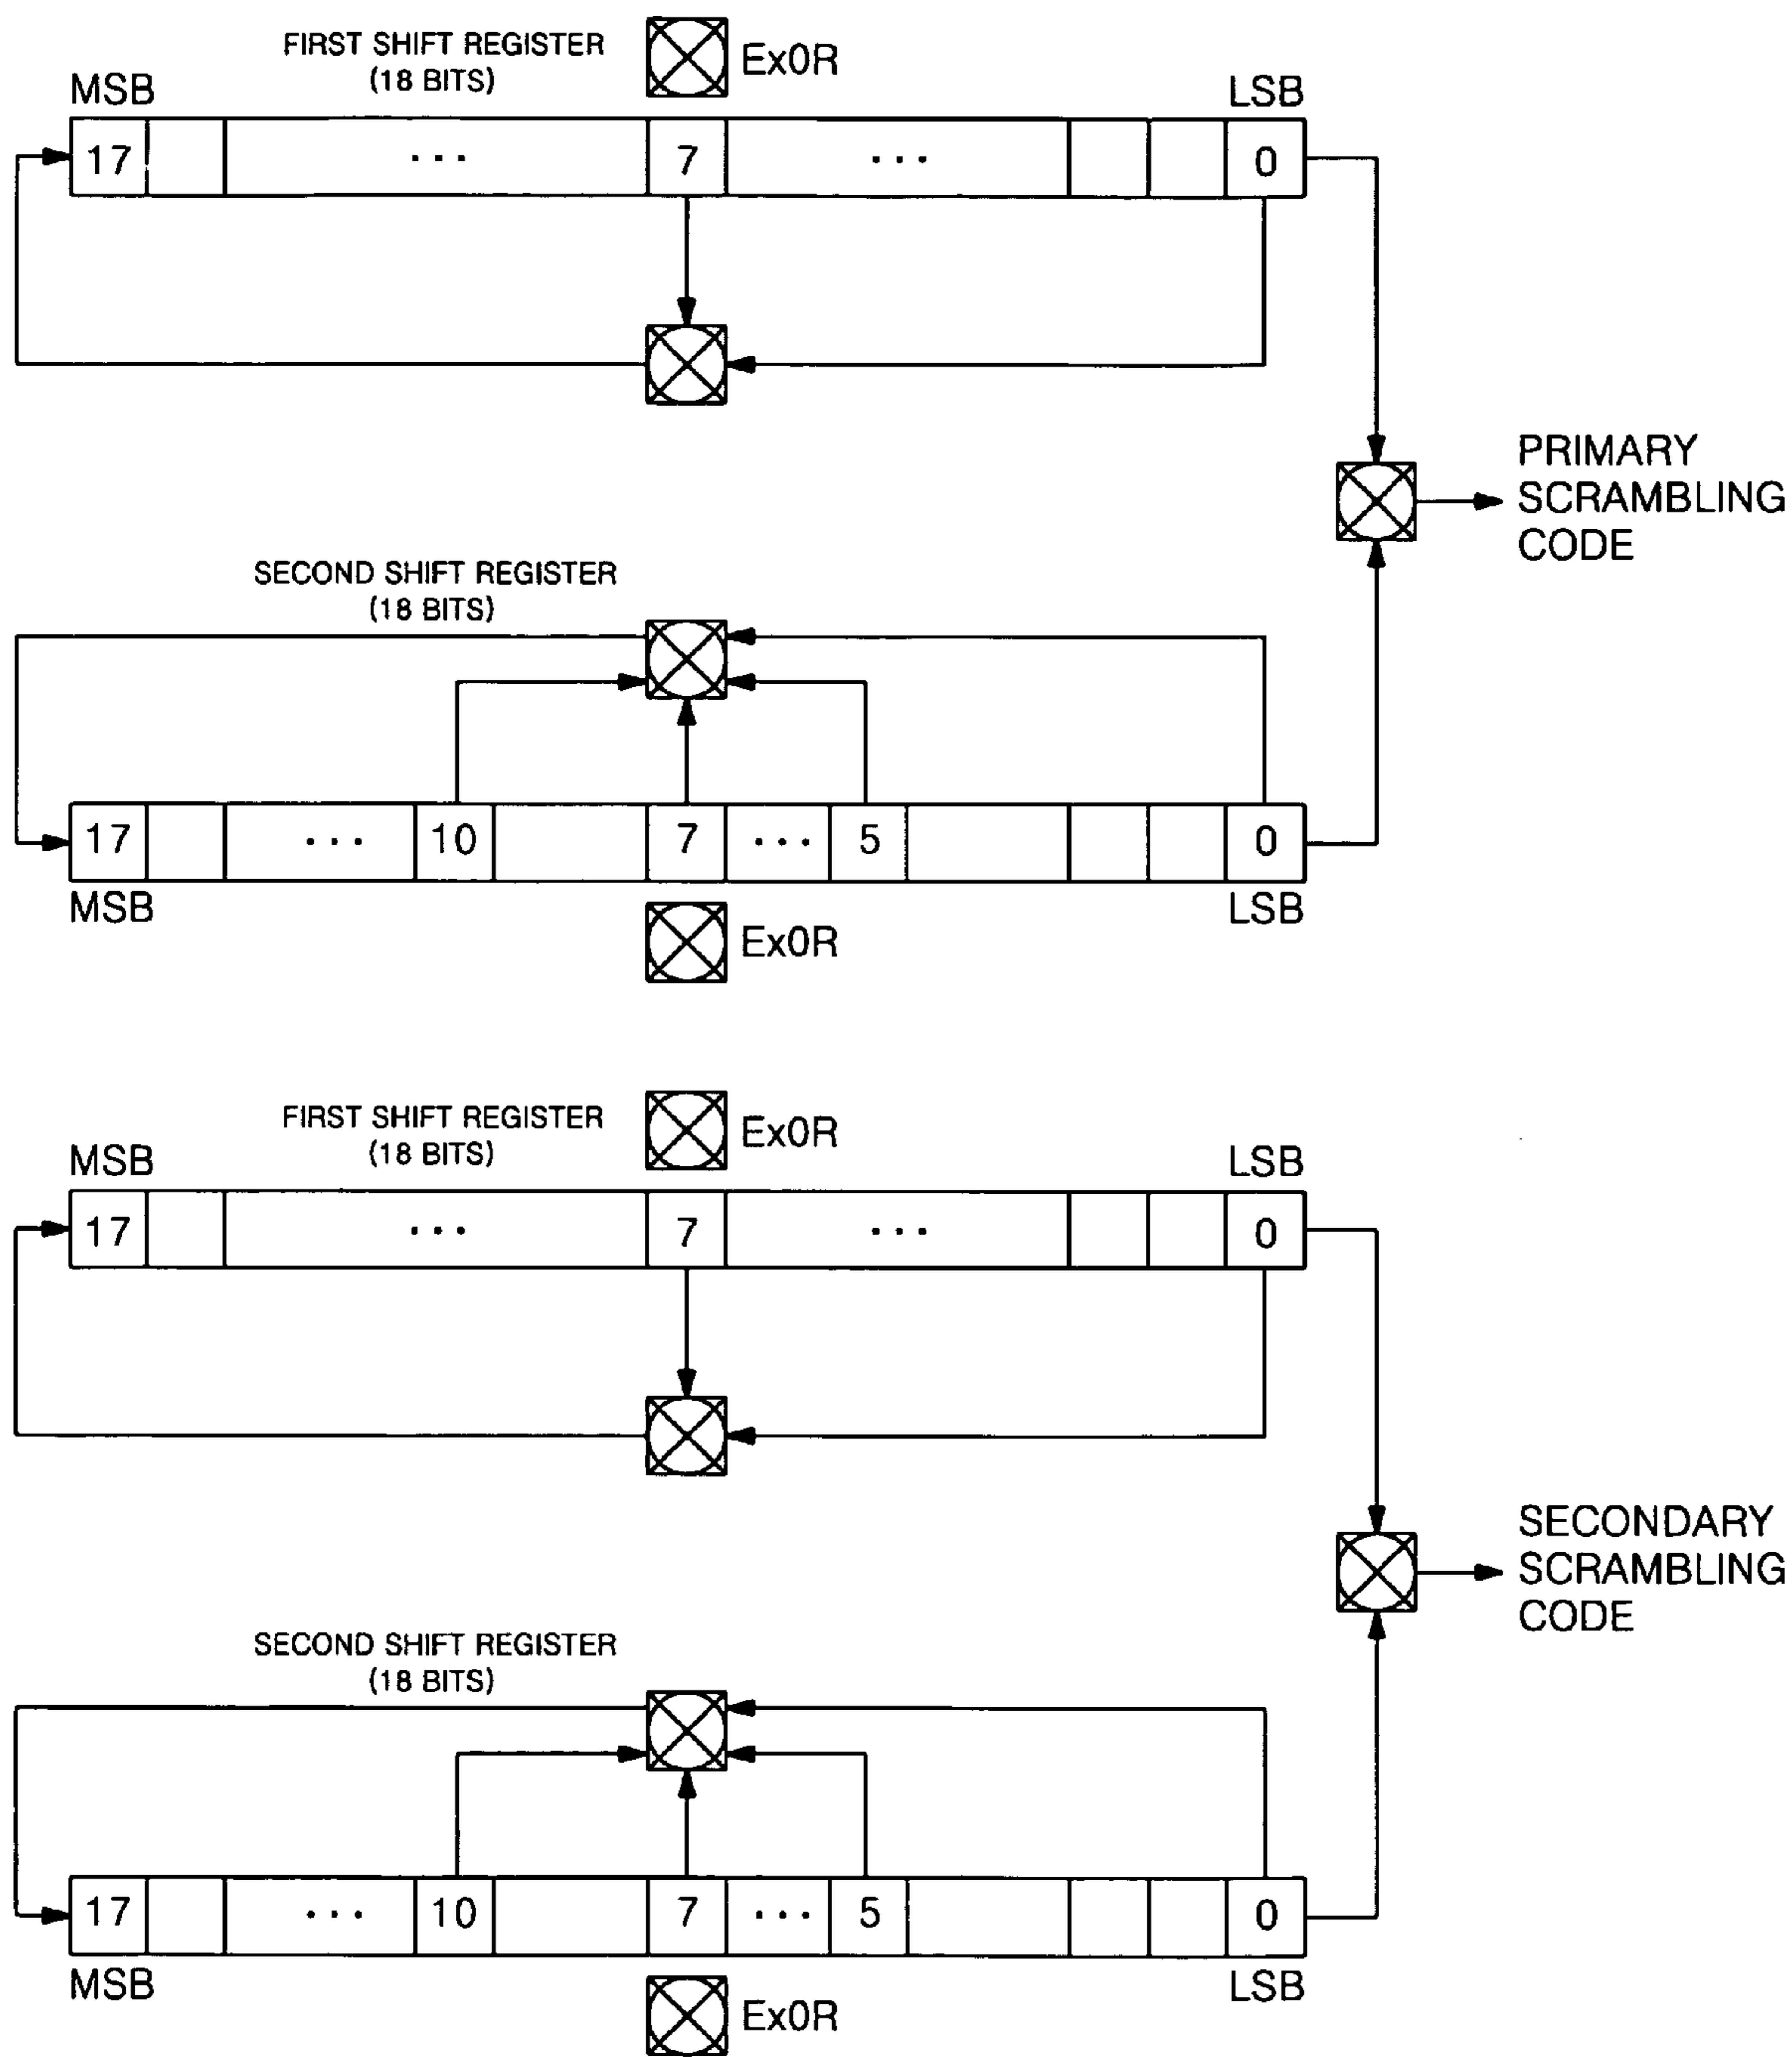 FIRST SHIFT REGISTER
(18 BITS)
Ex0R
MSB
LSB
17
...
7
...
0
PRIMARY
SCRAMBLING
CODE
SECOND SHIFT REGISTER
(18 BITS)
17
...
10
7
...
5
0
MSB
LSB
Ex0R
FIRST SHIFT REGISTER
(18 BITS)
Ex0R
MSB
LSB
17
...
7
...
0
SECONDARY
SCRAMBLING
CODE
SECOND SHIFT REGISTER
(18 BITS)
17
...
10
7
...
5
0
MSB
LSB
Ex0R